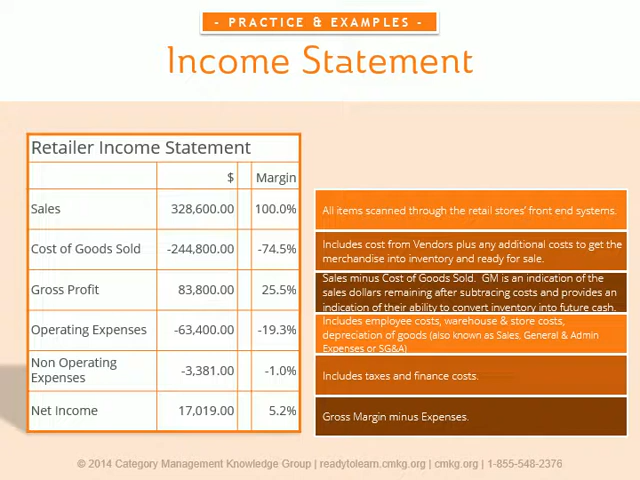 - PRACTICE & EXAMPLES -
Income Statement
Retailer Income Statement
$ Margin
Sales 328,600.00 100.0%
Cost of Goods Sold -244,800.00 -74.5%
Gross Profit 83,800.00 25.5%
Operating Expenses -63,400.00 -19.3%
Non Operating
Expenses -3,381.00 -1.0%
Net Income 17,019.00 5.2%
All items scanned through the retail stores' front end systems.
Includes cost from Vendors plus any additional costs to get the
merchandise into inventory and ready for sale.
Sales minus Cost of Goods Sold. GM is an indication of the
sales dollars remaining after subtracing costs and provides an
indication of their ability to convert inventory into future cash.
Includes employee costs, warehouse & store costs,
depreciation of goods (also known as Sales, General & Admin
Expenses or SG&A)
Includes taxes and finance costs.
Gross Margin minus Expenses.
© 2014 Category Management Knowledge Group | readytolearn.cmkg.org | cmkg.org | 1-855-548-2376